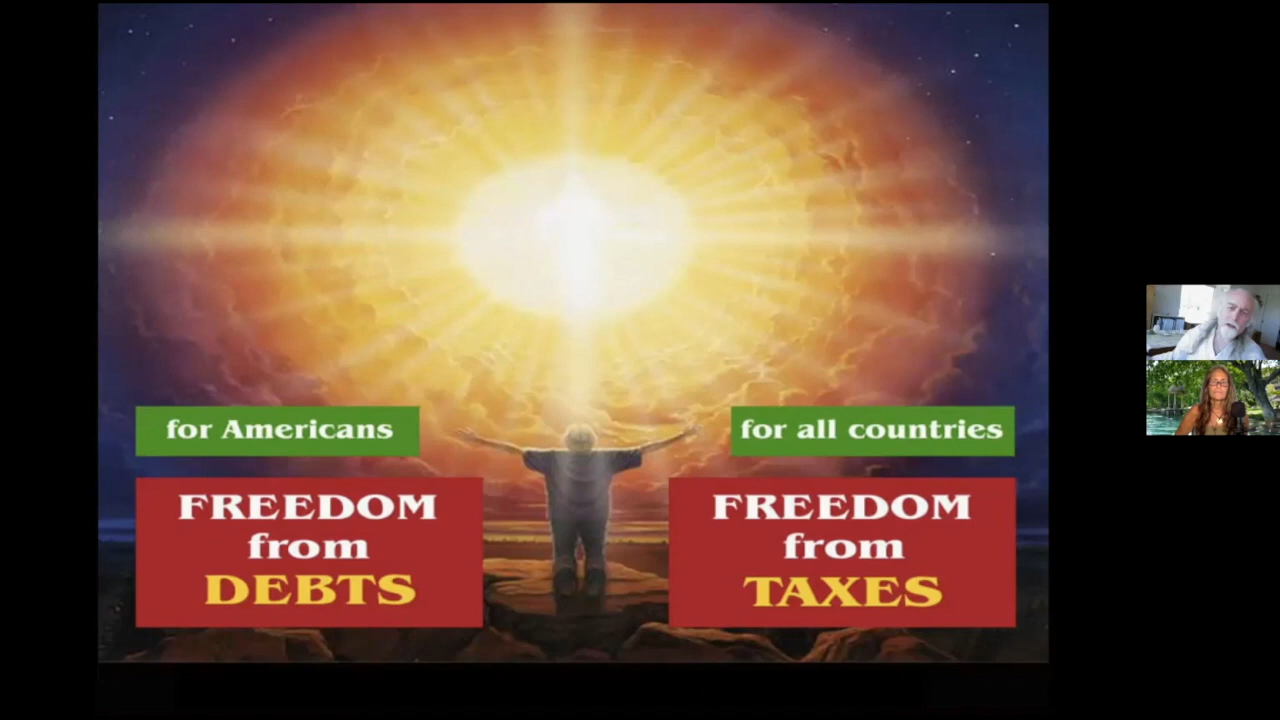 for Americans
FREEDOM
from
DEBTS
for all countries
FREEDOM
from
TAXES